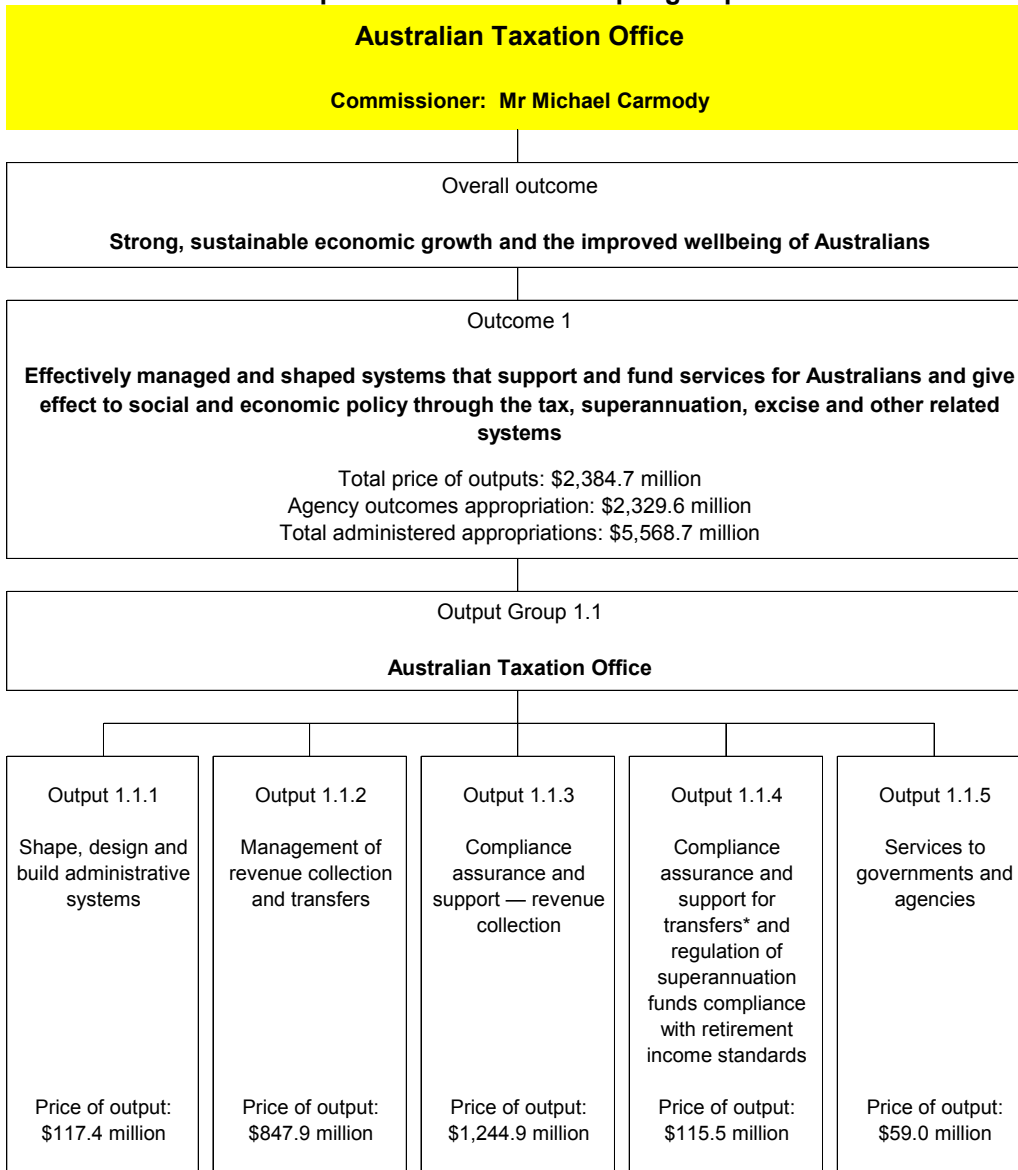 Australian Taxation Office
Commissioner: Mr Michael Carmody
Overall outcome
Strong, sustainable economic growth and the improved wellbeing of Australians
Outcome 1
Effectively managed and shaped systems that support and fund services for Australians and give
effect to social and economic policy through the tax, superannuation, excise and other related
systems
Total price of outputs: $2,384.7 million
Agency outcomes appropriation: $2,329.6 million
Total administered appropriations: $5,568.7 million
Output Group 1.1
Australian Taxation Office
Output 1.1.1
Shape, design and
build administrative
systems
Price of output:
$117.4 million
Output 1.1.2
Management of
revenue collection
and transfers
Price of output:
$847.9 million
Output 1.1.3
Compliance
assurance and
support — revenue
collection
Price of output:
$1,244.9 million
Output 1.1.4
Compliance
assurance and
support for
transfers* and
regulation of
superannuation
funds compliance
with retirement
income standards
Price of output:
$115.5 million
Output 1.1.5
Services to
governments and
agencies
Price of output:
$59.0 million